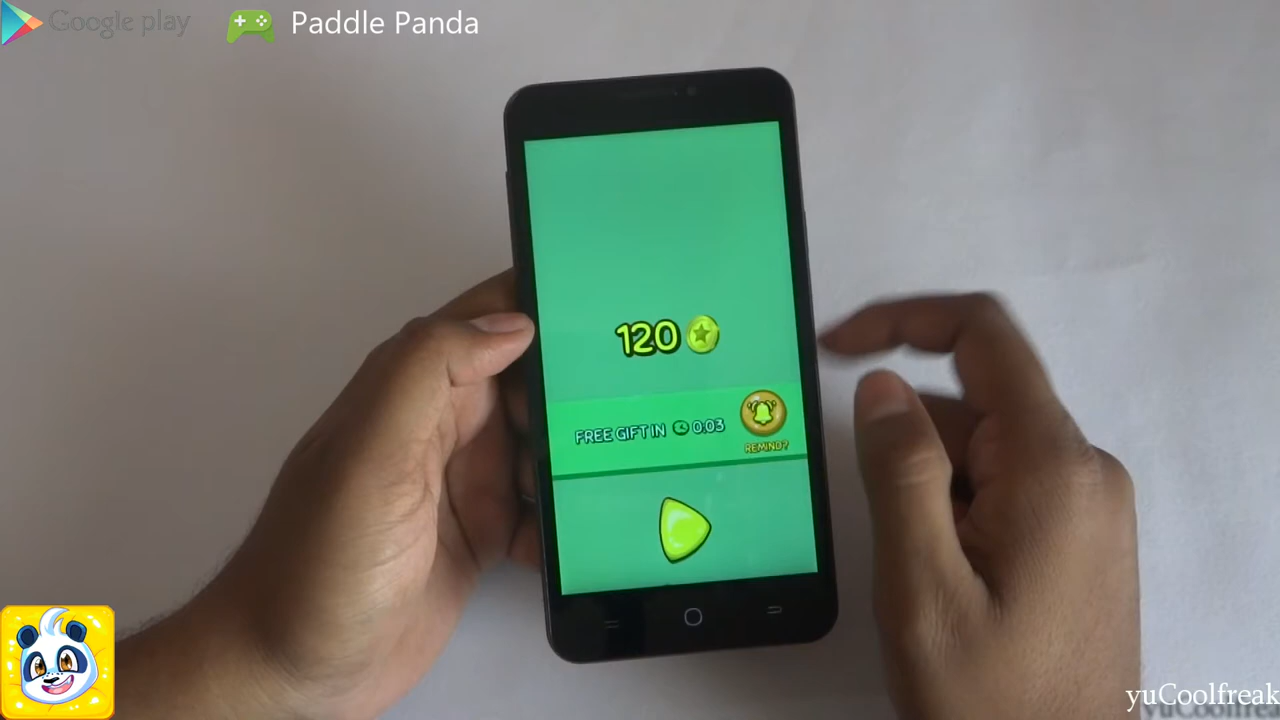 Google play
Paddle Panda
120
FREE GIFT IN 0:03
REMIND?
yuCoolfreak